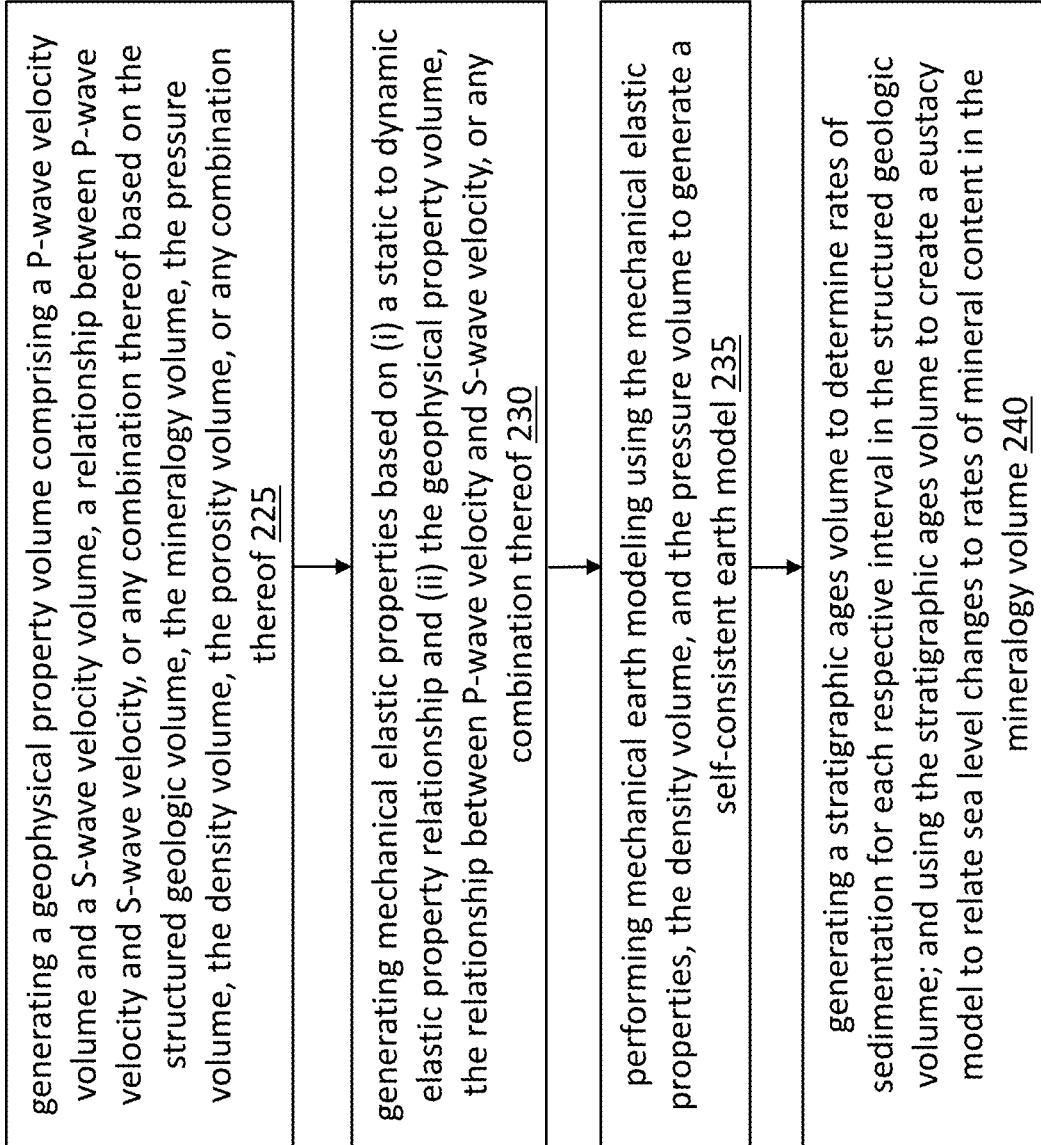 generating a geophysical property volume comprising a P-wave velocity
volume and a S-wave velocity volume, a relationship between P-wave
velocity and S-wave velocity, or any combination thereof based on the
structured geologic volume, the mineralogy volume, the pressure
volume, the density volume, the porosity volume, or any combination
thereof 225
generating mechanical elastic properties based on (i) a static to dynamic
elastic property relationship and (ii) the geophysical property volume,
the relationship between P-wave velocity and S-wave velocity, or any
combination thereof 230
performing mechanical earth modeling using the mechanical elastic
properties, the density volume, and the pressure volume to generate a
self-consistent earth model 235
generating a stratigraphic ages volume to determine rates of
sedimentation for each respective interval in the structured geologic
volume; and using the stratigraphic ages volume to create a eustacy
model to relate sea level changes to rates of mineral content in the
mineralogy volume 240